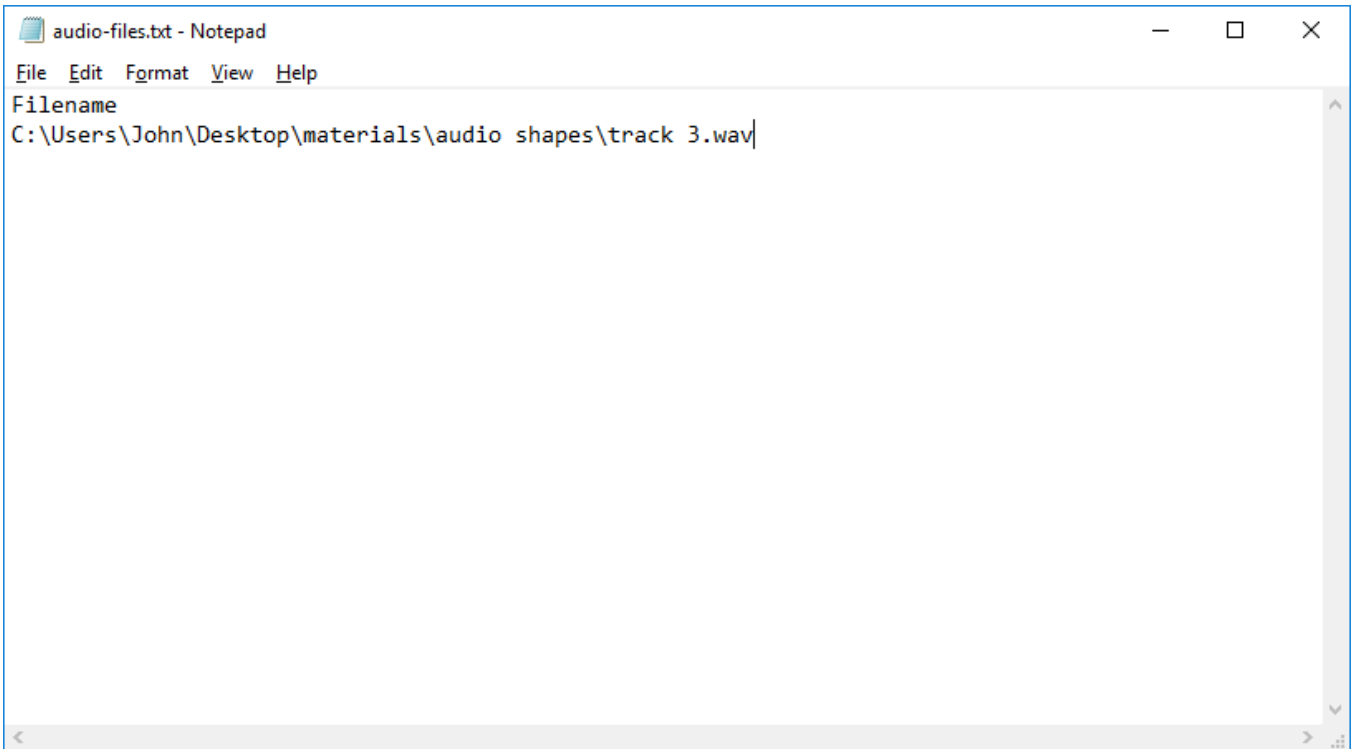 audio-files.txt - Notepad
File Edit Format View Help
Filename
C:\Users\John\Desktop\materials\audio shapes\track 3.wav